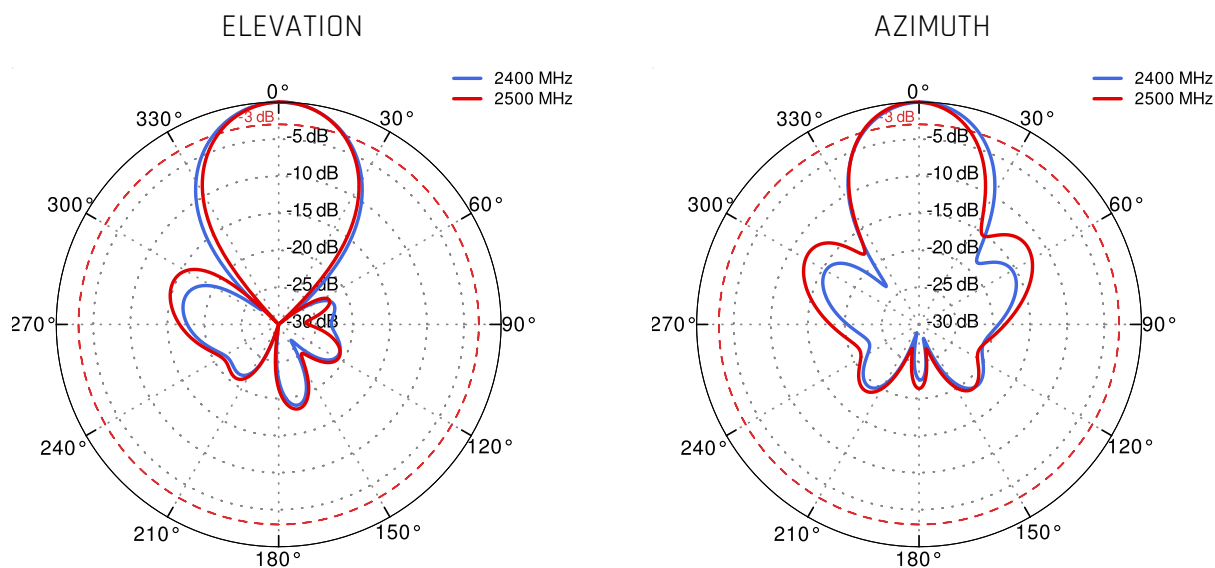 ELEVATION
2400 MHz
2500 MHz
0°
330°
30°
-3 dB
-5 dB
-10 dB
300°
60°
-15 dB
-20 dB
-25 dB
270°
-30 dB
90°
240°
120°
210°
150°
180°
AZIMUTH
2400 MHz
2500 MHz
0°
330°
30°
-3 dB
-5 dB
-10 dB
300°
60°
-15 dB
-20 dB
-25 dB
270°
-30 dB
90°
240°
120°
210°
150°
180°